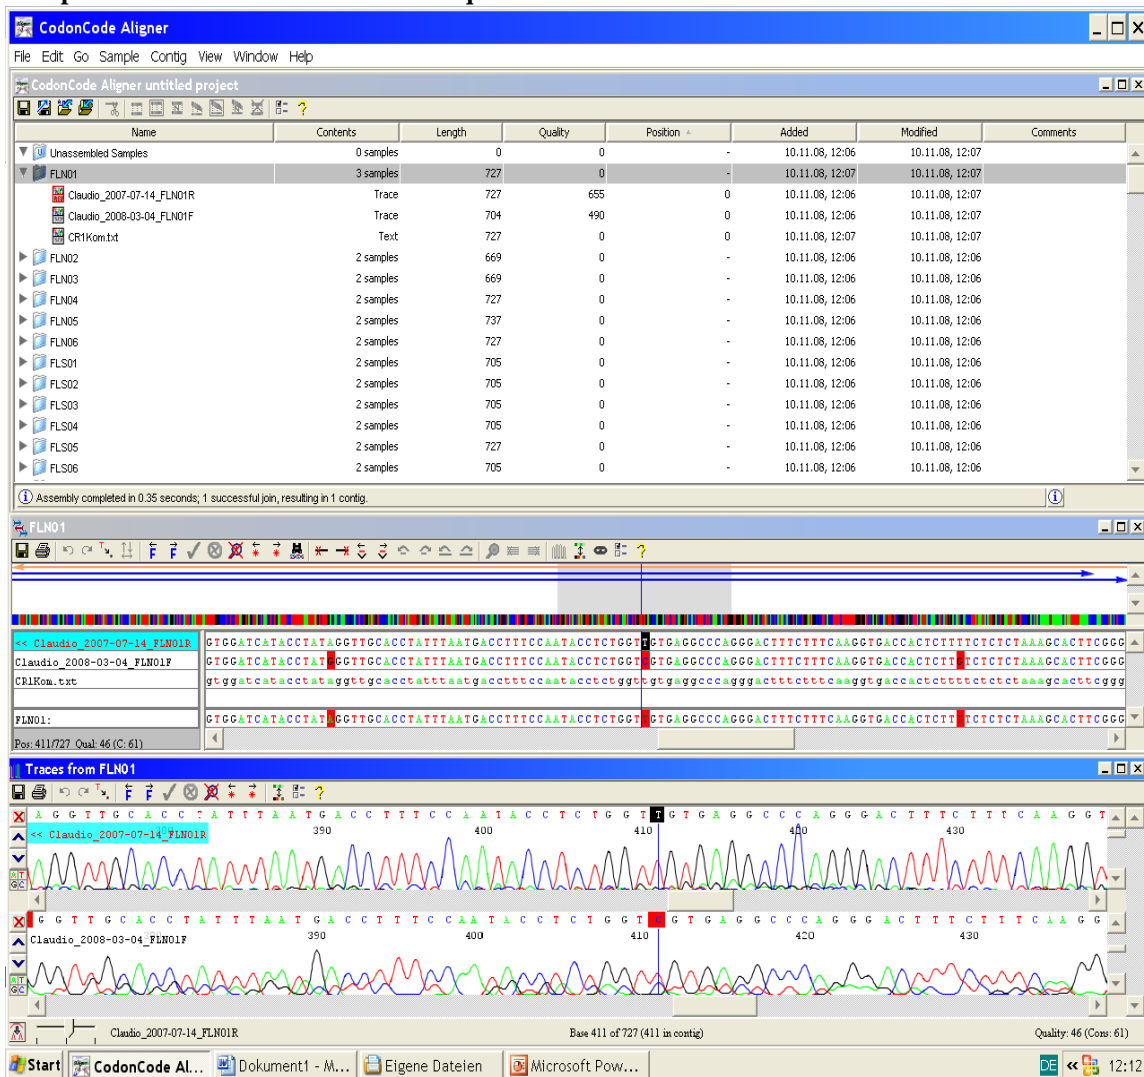 CodonCode Aligner
File Edit Go Sample Contig View Window Help
CodonCode Aligner untitled project
Name Contents Length Quality Position Added Modified Comments
Unassembled Samples 0 samples 0 0 - 10.11.08, 12:06 10.11.08, 12:07
FLN01 3 samples 727 0 - 10.11.08, 12:07 10.11.08, 12:07
Claudio_2007-07-14_FLN01R Trace 727 655 0 10.11.08, 12:06 10.11.08, 12:07
Claudio_2008-03-04_FLN01F Trace 704 490 0 10.11.08, 12:06 10.11.08, 12:07
CR1Kom.txt Text 727 0 0 10.11.08, 12:07 10.11.08, 12:07
FLN02 2 samples 669 0 - 10.11.08, 12:06 10.11.08, 12:06
FLN03 2 samples 669 0 - 10.11.08, 12:06 10.11.08, 12:06
FLN04 2 samples 727 0 - 10.11.08, 12:06 10.11.08, 12:06
FLN05 2 samples 737 0 - 10.11.08, 12:06 10.11.08, 12:06
FLN06 2 samples 727 0 - 10.11.08, 12:06 10.11.08, 12:06
FLS01 2 samples 705 0 - 10.11.08, 12:06 10.11.08, 12:06
FLS02 2 samples 705 0 - 10.11.08, 12:06 10.11.08, 12:06
FLS03 2 samples 705 0 - 10.11.08, 12:06 10.11.08, 12:06
FLS04 2 samples 705 0 - 10.11.08, 12:06 10.11.08, 12:06
FLS05 2 samples 727 0 - 10.11.08, 12:06 10.11.08, 12:06
FLS06 2 samples 705 0 - 10.11.08, 12:06 10.11.08, 12:06
Assembly completed in 0.35 seconds; 1 successful join, resulting in 1 contig.
FLN01
<< Claudio_2007-07-14_FLN01R GTGGATCATACCTATAGGTTGCACCTATTTAATGACCTTTCCAATACCTCTGGTTGTGAGGCCCAGGGACTTTCTTTCAAGGTGACCACTCTTTTCTCTCTAAAGCACTTCGGG
Claudio_2008-03-04_FLN01F GTGGATCATACCTATGGGTTGCACCTATTTAATGACCTTTCCAATACCTCTGGTCGTGAGGCCCAGGGACTTTCTTTCAAGGTGACCACTCTTGTCTCTCTAAAGCACTTCGGG
CR1Kom.txt gtggatcatacctataggttgcacctatttaatgacctttccaatacctctggttgtgaggcccagggactttctttcaaggtgaccactcttttctctctaaagcacttcggg
FLN01:
Pos: 411/727 Qual: 46 (C: 61)
Traces from FLN01
A G G T T G C A C C T A T T T A A T G A C C T T T C C A A T A C C T C T G G T T G T G A G G C C C A G G G A C T T T C T T T C A A G G T
<< Claudio_2007-07-14_FLN01R 390 400 410 420 430
G G T T G C A C C T A T T T A A T G A C C T T T C C A A T A C C T C T G G T C G T G A G G C C C A G G G A C T T T C T T T C A A G G
Claudio_2008-03-04_FLN01F 390 400 410 420 430
Claudio_2007-07-14_FLN01R Base 411 of 727 (411 in contig) Quality: 46 (Cons: 61)
Start CodonCode Al... Dokument1 - M... Eigene Dateien Microsoft Pow... DE 12:12